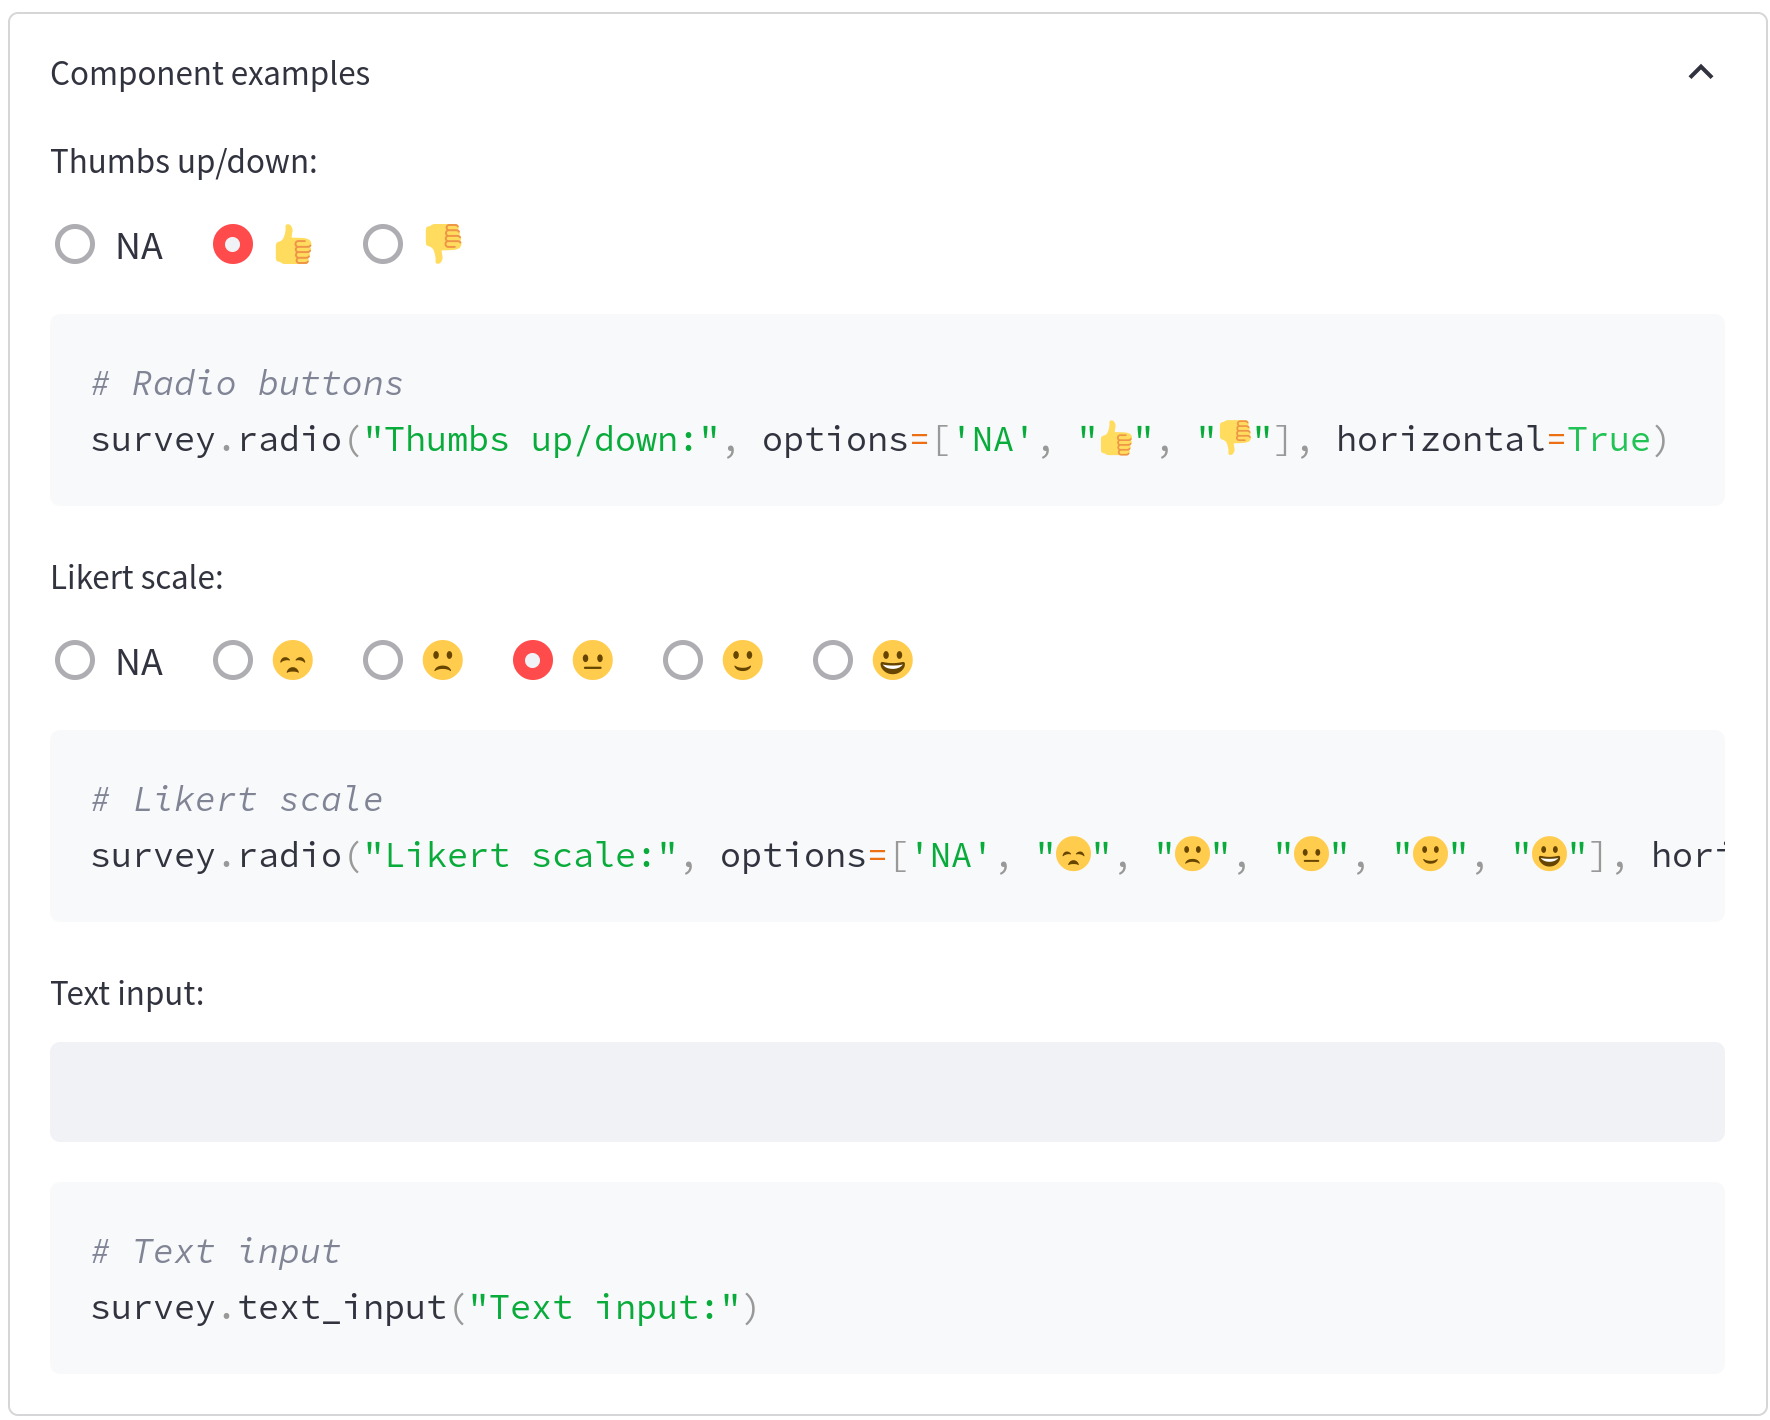 Component examples
Thumbs up/down:
NA 👍 👎
# Radio buttons
survey.radio("Thumbs up/down:", options=['NA', "👍", "👎"], horizontal=True)
Likert scale:
NA 😞 🙁 😐 🙂 😀
# Likert scale
survey.radio("Likert scale:", options=['NA', "😞", "🙁", "😐", "🙂", "😀"], hori
Text input:
# Text input
survey.text_input("Text input:")